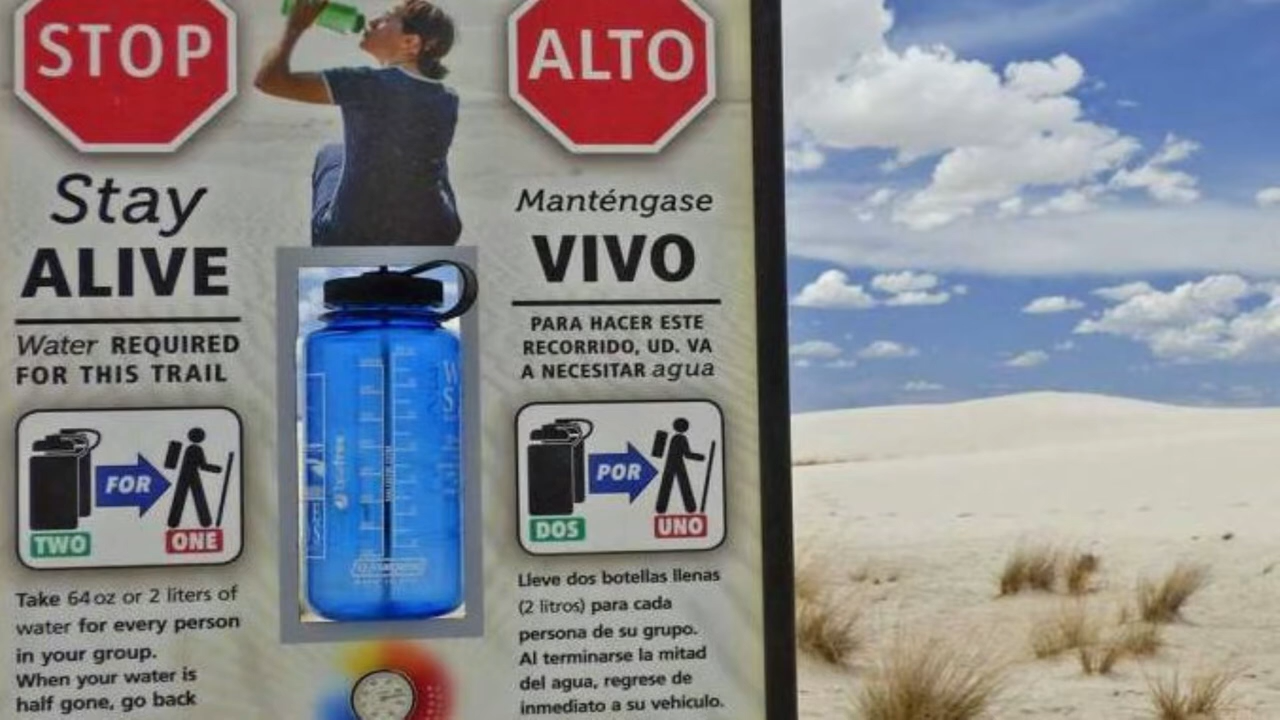 STOP
Stay
ALIVE
Water REQUIRED
FOR THIS TRAIL
FOR
TWO
ONE
Take 64 oz or 2 liters of
water for every person
in your group.
When your water is
half gone, go back
ALTO
Manténgase
VIVO
PARA HACER ESTE
RECORRIDO, UD. VA
A NECESITAR agua
POR
DOS
UNO
Lleve dos botellas llenas
(2 litros) para cada
persona de su grupo.
Al terminarse la mitad
del agua, regrese de
inmediato a su vehículo.